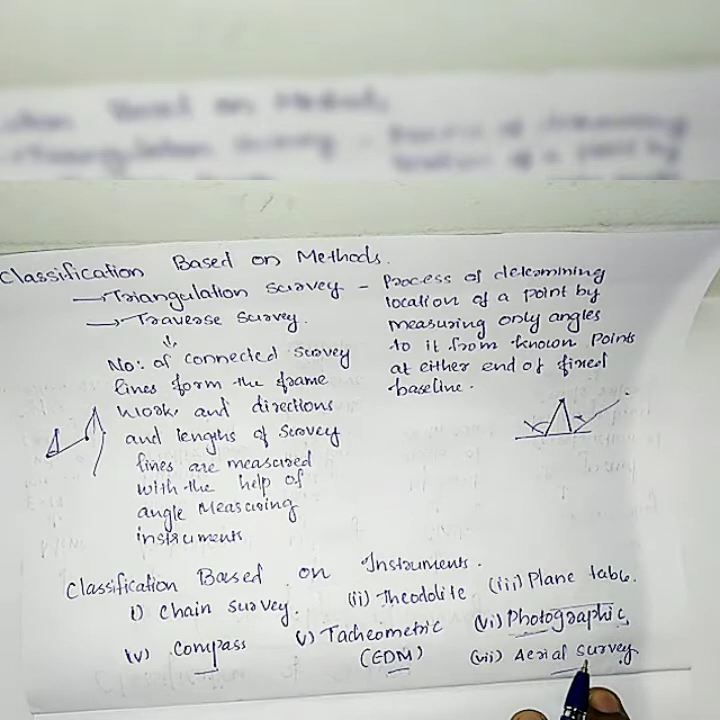 Classification Based on Methods.
→ Triangulation survey - Process of determining
location of a point by
measuring only angles
to it from known points
at either end of fixed
baseline.
→ Traverse survey.
No: of connected survey
lines form the frame
work and directions
and lengths of survey
lines are measured
with the help of
angle measuring
instruments
Classification Based on Instruments.
i) Chain survey. (ii) Theodolite (iii) Plane table.
iv) Compass v) Tacheometric (vi) Photographic
(EDM) (vii) Aerial survey